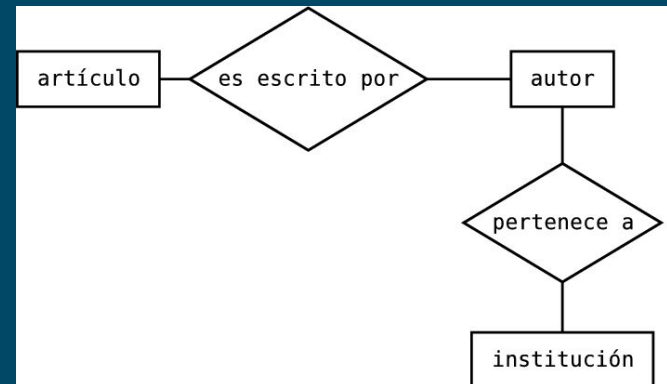 artículo
es escrito por
autor
pertenece a
institución